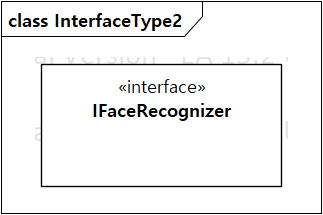 class InterfaceType2
«interface»
IFaceRecognizer